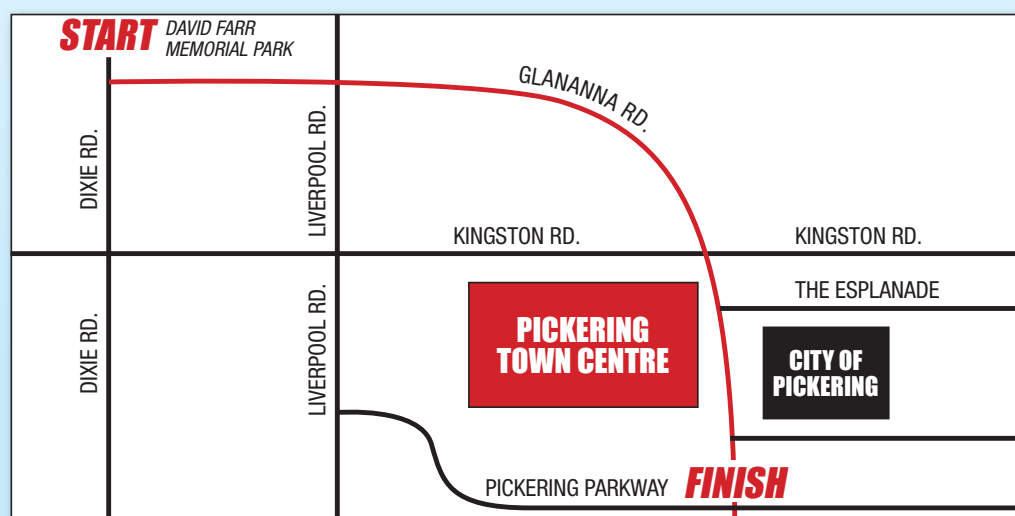 START
DAVID FARR
MEMORIAL PARK
GLANANNA RD.
DIXIE RD.
LIVERPOOL RD.
KINGSTON RD.
KINGSTON RD.
THE ESPLANADE
DIXIE RD.
LIVERPOOL RD.
PICKERING
TOWN CENTRE
CITY OF
PICKERING
PICKERING PARKWAY
FINISH